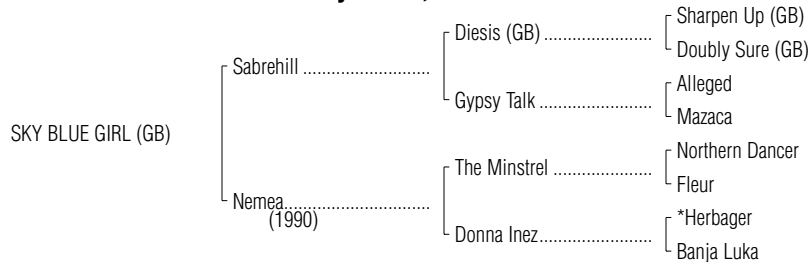 Sharpen Up (GB)
Diesis (GB)
Doubly Sure (GB)
Sabrehill
Alleged
Gypsy Talk
Mazaca
SKY BLUE GIRL (GB)
Northern Dancer
The Minstrel
Fleur
Nemea
(1990)
*Herbager
Donna Inez
Banja Luka